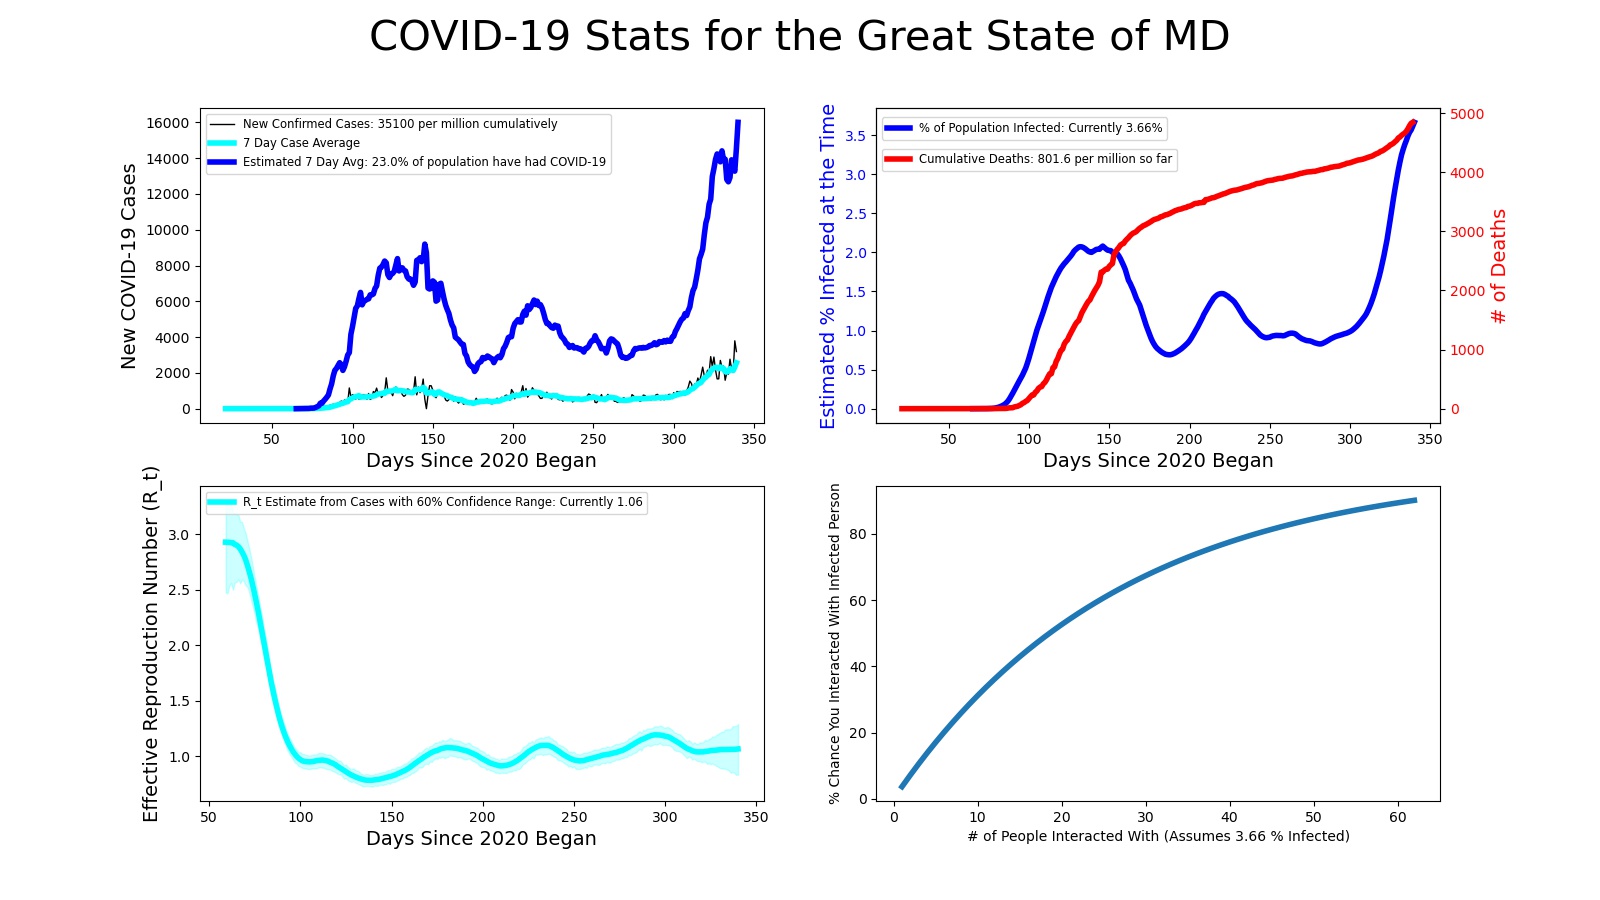 COVID-19 Stats for the Great State of MD
New COVID-19 Cases
16000
14000
12000
10000
8000
6000
4000
2000
0
New Confirmed Cases: 35100 per million cumulatively
7 Day Case Average
Estimated 7 Day Avg: 23.0% of population have had COVID-19
50 100 150 200 250 300 350
Days Since 2020 Began
Estimated % Infected at the Time
3.5
3.0
2.5
2.0
1.5
1.0
0.5
0.0
% of Population Infected: Currently 3.66%
Cumulative Deaths: 801.6 per million so far
5000
4000
3000
2000
1000
0
# of Deaths
50 100 150 200 250 300 350
Days Since 2020 Began
Effective Reproduction Number (R_t)
3.0
2.5
2.0
1.5
1.0
R_t Estimate from Cases with 60% Confidence Range: Currently 1.06
50 100 150 200 250 300 350
Days Since 2020 Began
% Chance You Interacted With Infected Person
80
60
40
20
0
0 10 20 30 40 50 60
# of People Interacted With (Assumes 3.66 % Infected)